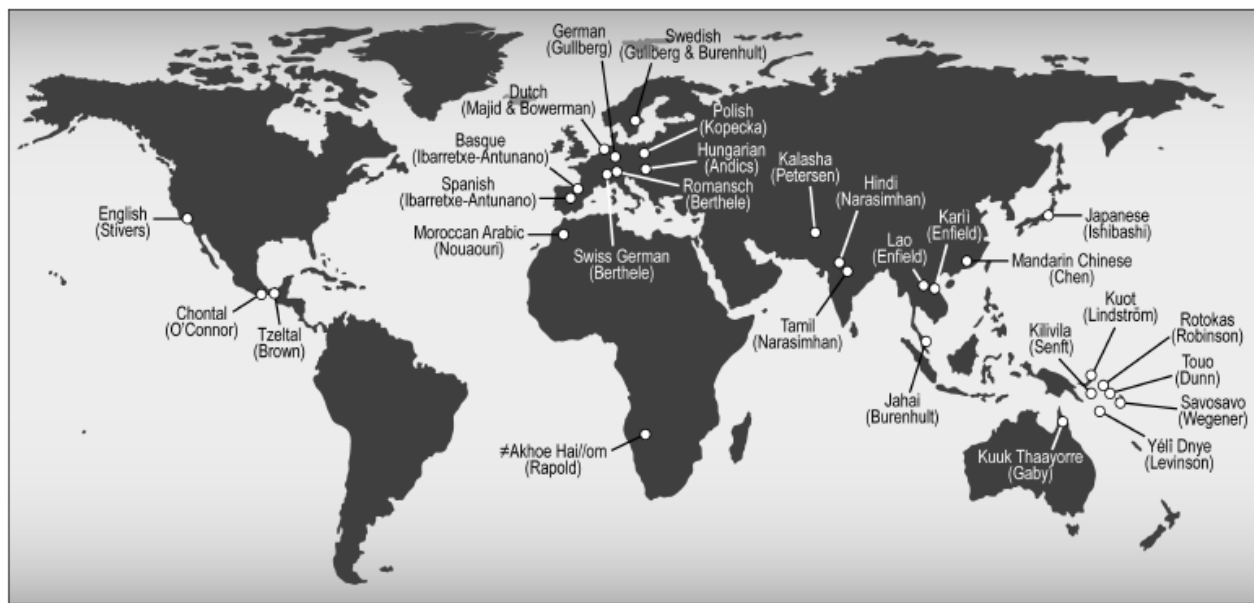 German
(Gullberg)
Swedish
(Gullberg & Burenhult)
Dutch
(Majid & Bowerman)
Polish
(Kopecka)
Basque
(Ibarretxe-Antunano)
Hungarian
(Andics)
Kalasha
(Petersen)
Hindi
(Narasimhan)
Spanish
(Ibarretxe-Antunano)
Romansch
(Berthele)
English
(Stivers)
Karii
(Enfield)
Japanese
(Ishibashi)
Moroccan Arabic
(Nouaouri)
Swiss German
(Berthele)
Lao
(Enfield)
Mandarin Chinese
(Chen)
Chontal
(O'Connor)
Tzeltal
(Brown)
Kuot
(Lindström)
Tamil
(Narasimhan)
Kilivila
(Senft)
Rotokas
(Robinson)
Touo
(Dunn)
Jahai
(Burenhult)
Savosavo
(Wegener)
≠Akhoe Hai//om
(Rapold)
Kuuk Thaayorre
(Gaby)
Yélî Dnye
(Levinson)